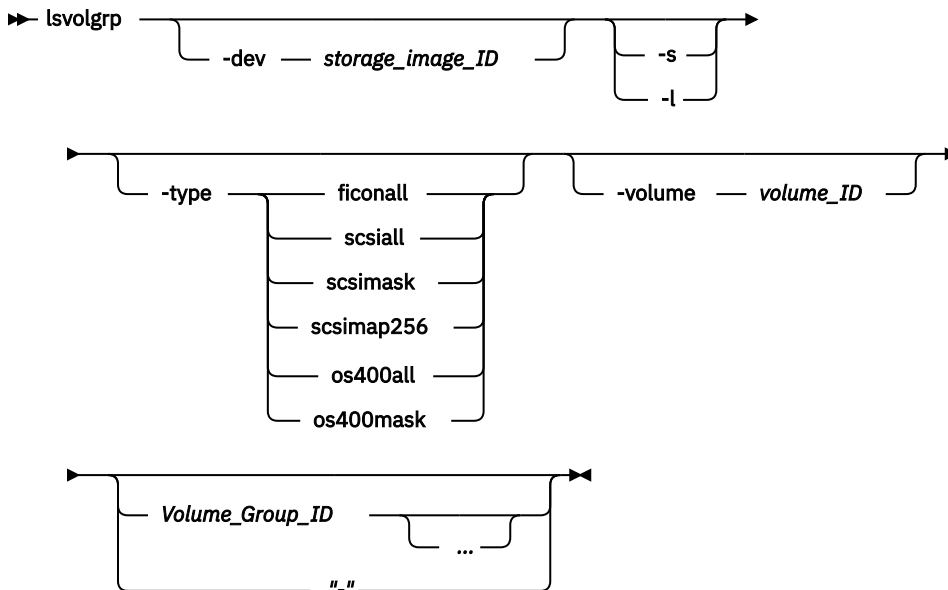 lsvolgrp
-dev storage_image_ID
-s
-l
-type ficonall
scsiall
scsimask
scsimap256
os400all
os400mask
-volume volume_ID
Volume_Group_ID
...
"-"